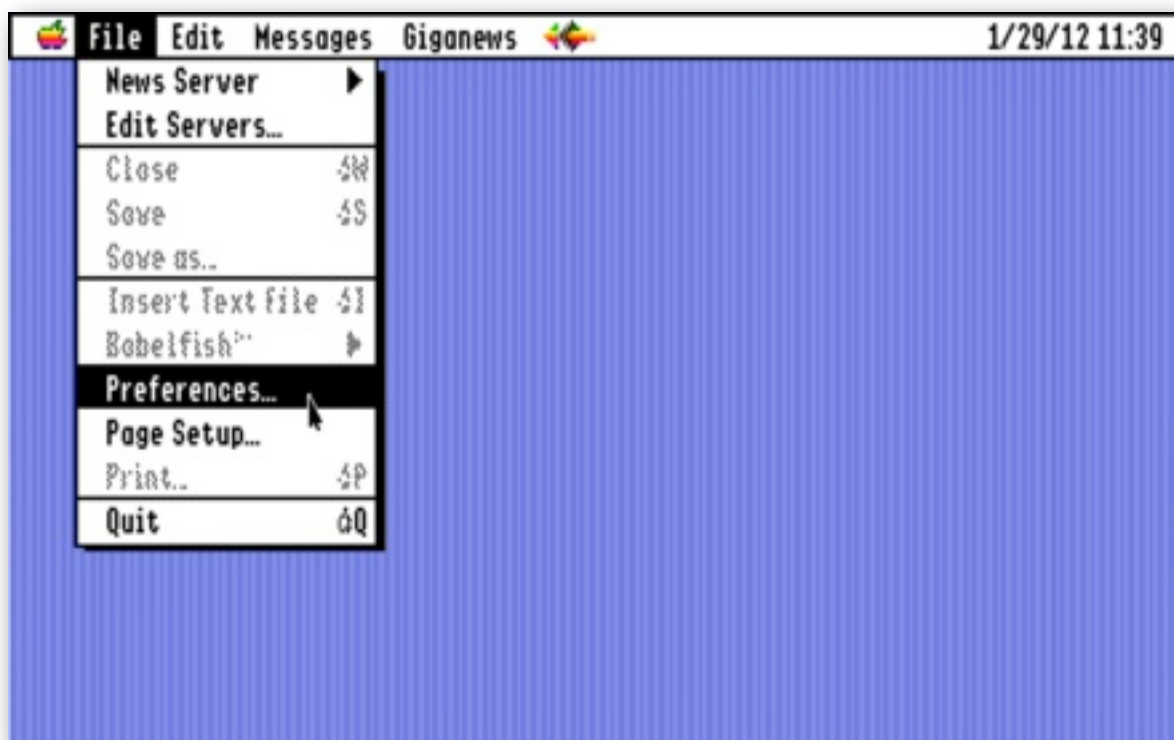 File Edit Messages Giganews 1/29/12 11:39
News Server
Edit Servers...
Close W
Save S
Save as...
Insert Text file I
Babelfish™
Preferences...
Page Setup...
Print... P
Quit Q